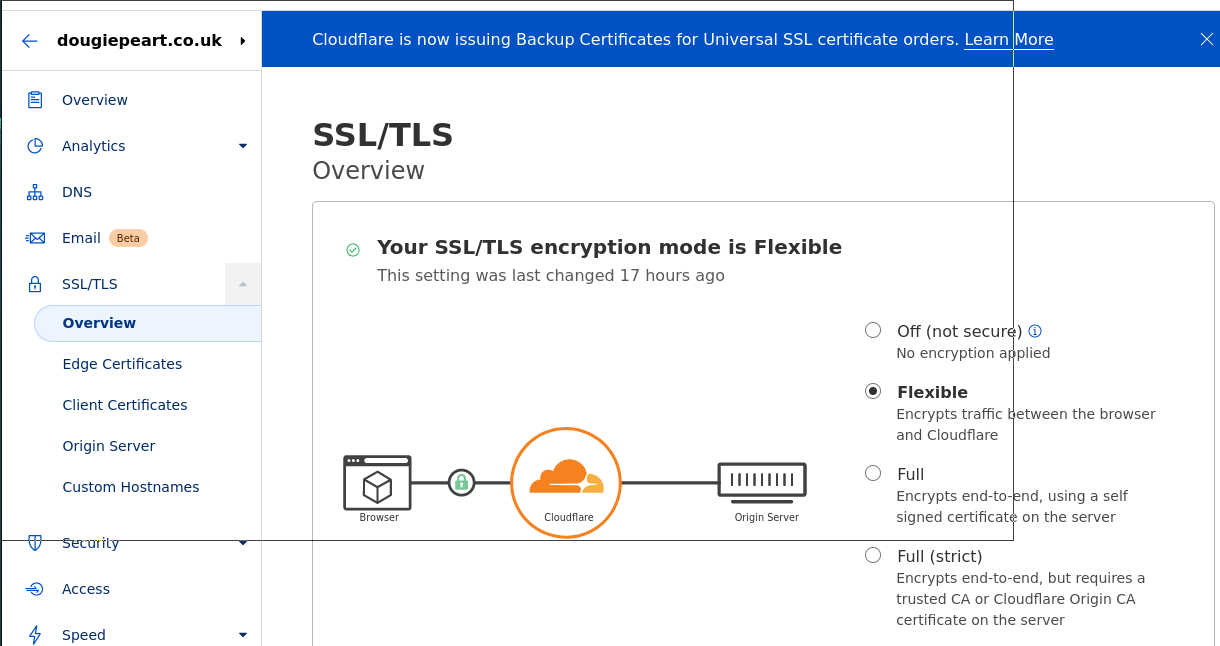 dougiepeart.co.uk
Cloudflare is now issuing Backup Certificates for Universal SSL certificate orders. Learn More
Overview
Analytics
DNS
Email Beta
SSL/TLS
Overview
Edge Certificates
Client Certificates
Origin Server
Custom Hostnames
Security
Access
Speed
SSL/TLS
Overview
Your SSL/TLS encryption mode is Flexible
This setting was last changed 17 hours ago
Browser
Cloudflare
Origin Server
Off (not secure)
No encryption applied
Flexible
Encrypts traffic between the browser
and Cloudflare
Full
Encrypts end-to-end, using a self
signed certificate on the server
Full (strict)
Encrypts end-to-end, but requires a
trusted CA or Cloudflare Origin CA
certificate on the server